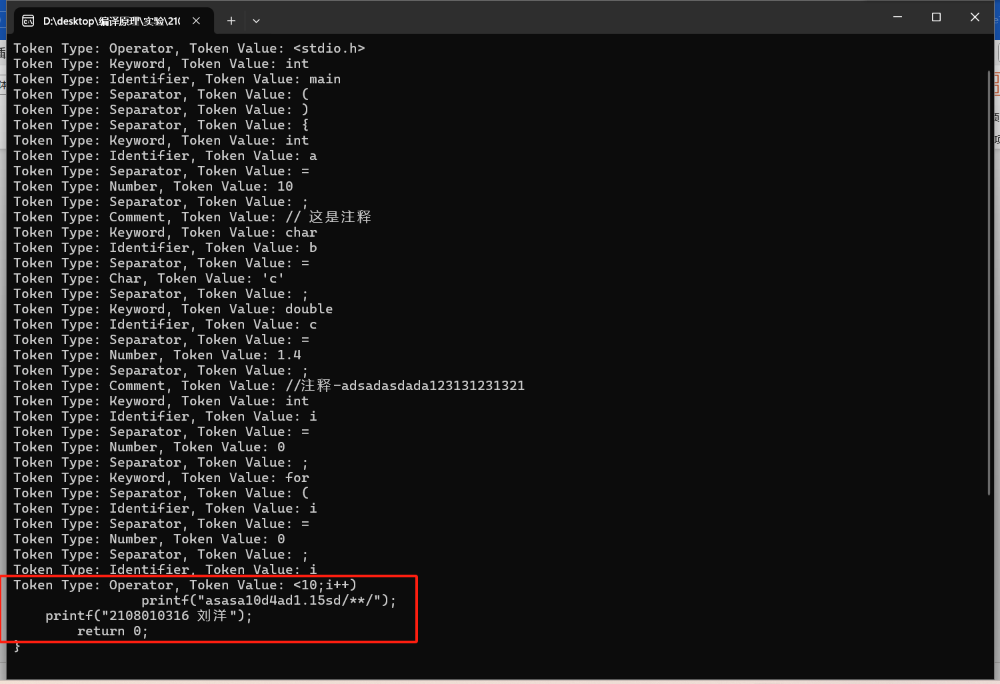 D:\desktop\编译原理\实验\210
Token Type: Operator, Token Value: <stdio.h>
Token Type: Keyword, Token Value: int
Token Type: Identifier, Token Value: main
Token Type: Separator, Token Value: (
Token Type: Separator, Token Value: )
Token Type: Separator, Token Value: {
Token Type: Keyword, Token Value: int
Token Type: Identifier, Token Value: a
Token Type: Separator, Token Value: =
Token Type: Number, Token Value: 10
Token Type: Separator, Token Value: ;
Token Type: Comment, Token Value: // 这是注释
Token Type: Keyword, Token Value: char
Token Type: Identifier, Token Value: b
Token Type: Separator, Token Value: =
Token Type: Char, Token Value: 'c'
Token Type: Separator, Token Value: ;
Token Type: Keyword, Token Value: double
Token Type: Identifier, Token Value: c
Token Type: Separator, Token Value: =
Token Type: Number, Token Value: 1.4
Token Type: Separator, Token Value: ;
Token Type: Comment, Token Value: //注释-adsadasdada123131231321
Token Type: Keyword, Token Value: int
Token Type: Identifier, Token Value: i
Token Type: Separator, Token Value: =
Token Type: Number, Token Value: 0
Token Type: Separator, Token Value: ;
Token Type: Keyword, Token Value: for
Token Type: Separator, Token Value: (
Token Type: Identifier, Token Value: i
Token Type: Separator, Token Value: =
Token Type: Number, Token Value: 0
Token Type: Separator, Token Value: ;
Token Type: Identifier, Token Value: i
Token Type: Operator, Token Value: <10;i++)
printf("asasa10d4ad1.15sd/**/");
printf("2108010316 刘洋");
return 0;
}